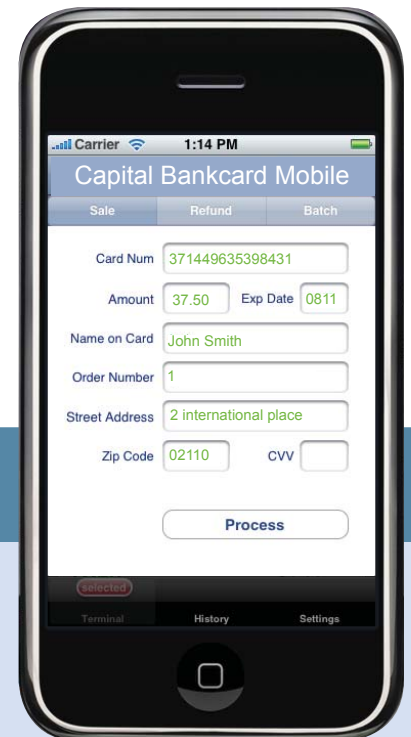 Carrier 1:14 PM
Capital Bankcard Mobile
Sale Refund Batch
Card Num 371449635398431
Amount 37.50 Exp Date 0811
Name on Card John Smith
Order Number 1
Street Address 2 international place
Zip Code 02110 CVV
Process
selected
Terminal History Settings